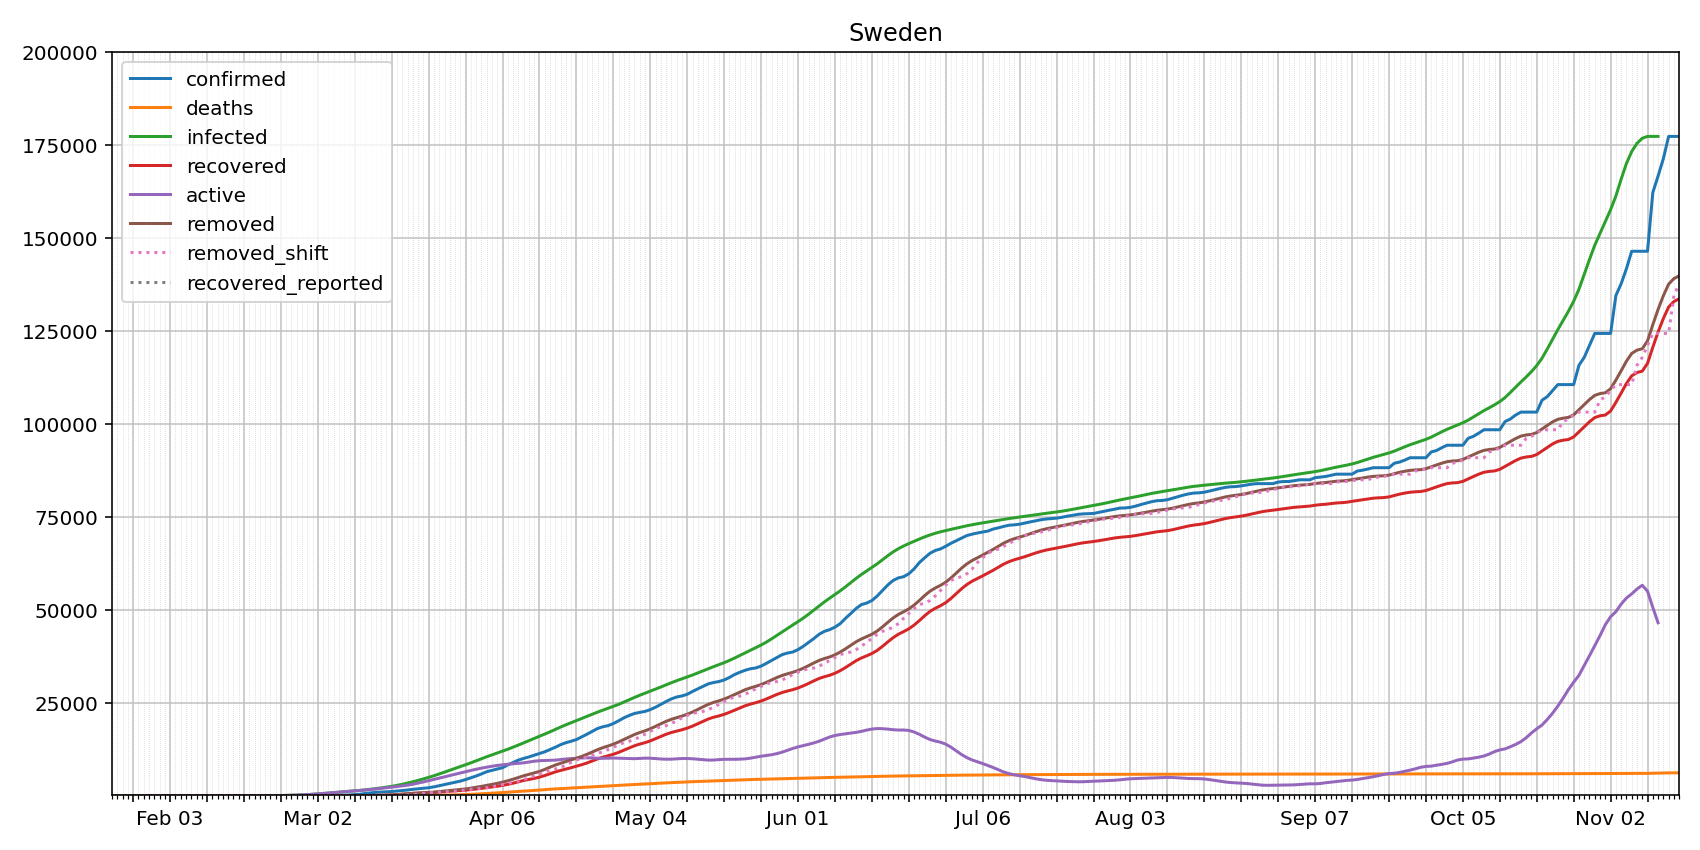 Sweden
200000
175000
150000
125000
100000
75000
50000
25000
confirmed
deaths
infected
recovered
active
removed
removed_shift
recovered_reported
Feb 03 Mar 02 Apr 06 May 04 Jun 01 Jul 06 Aug 03 Sep 07 Oct 05 Nov 02